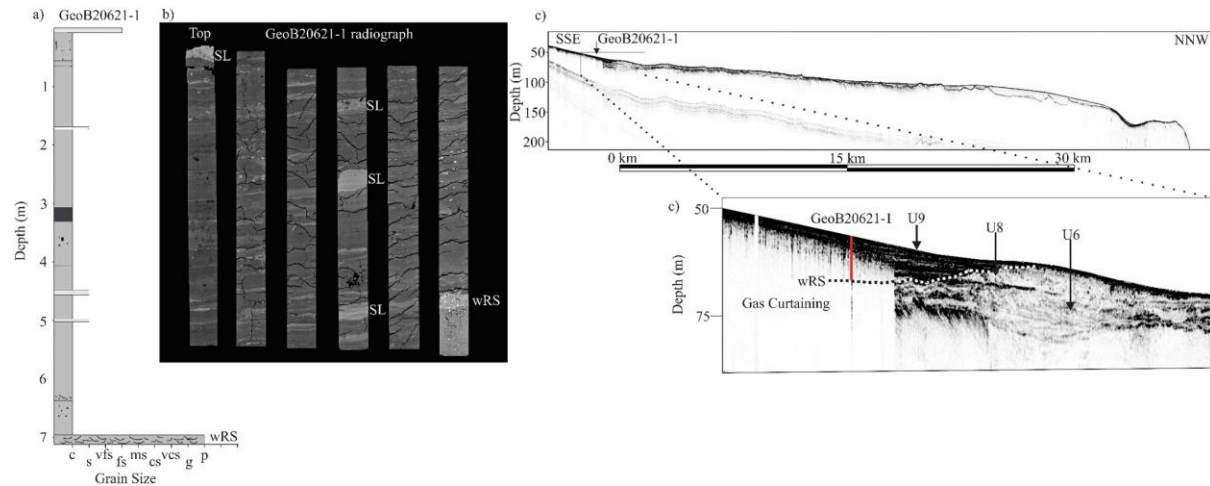 a)
GeoB20621-1
Depth (m)
1
2
3
4
5
6
7
wRS
c
s
vfs
fs
ms
cs
vcs
g
p
Grain Size
b)
Top
GeoB20621-1 radiograph
SL
SL
SL
SL
wRS
c)
SSE
GeoB20621-1
NNW
Depth (m)
50
100
150
200
0 km
15 km
30 km
c)
GeoB20621-1
U9
U8
U6
Depth (m)
50
75
wRS
Gas Curtaining